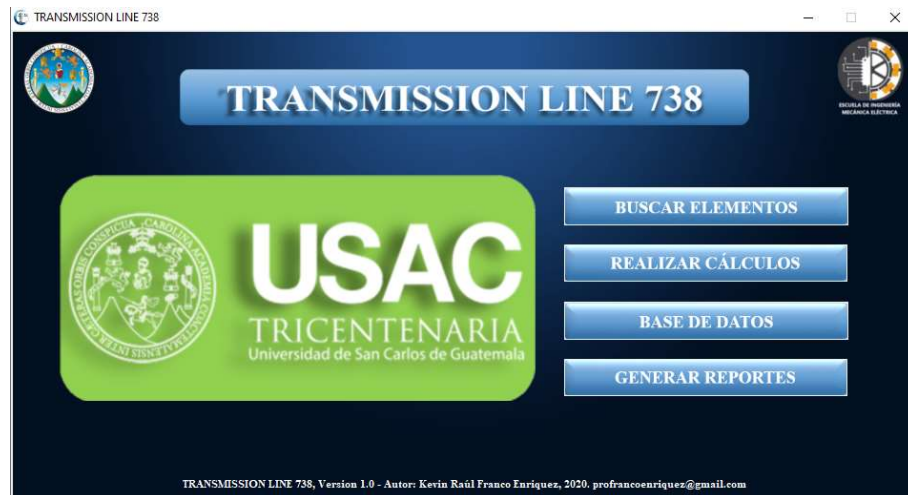 TRANSMISSION LINE 738
TRANSMISSION LINE 738
ESCUELA DE INGENIERÍA
MECÁNICA ELÉCTRICA
USAC
TRICENTENARIA
Universidad de San Carlos de Guatemala
BUSCAR ELEMENTOS
REALIZAR CÁLCULOS
BASE DE DATOS
GENERAR REPORTES
TRANSMISSION LINE 738, Version 1.0 - Autor: Kevin Raúl Franco Enriquez, 2020. profrancoenriquez@gmail.com